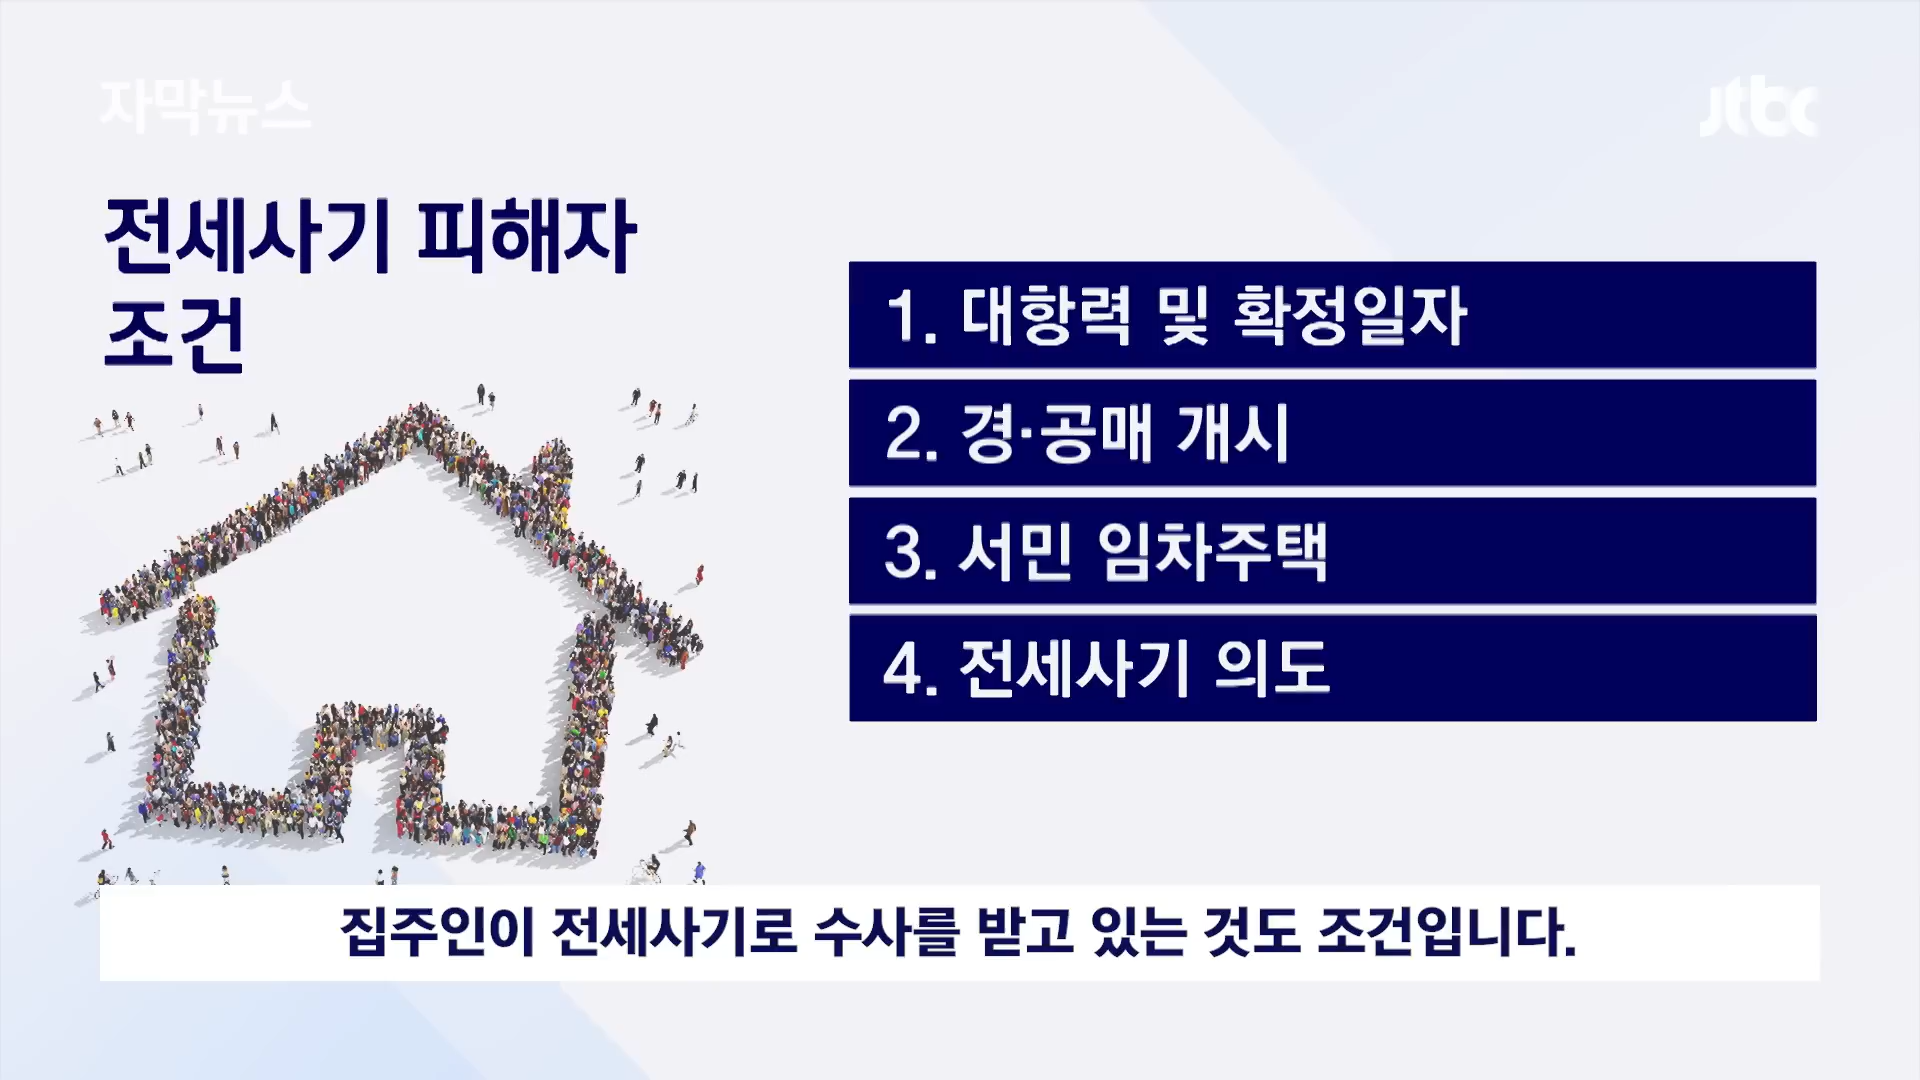 자막뉴스
jtbc
전세사기 피해자
조건
1. 대항력 및 확정일자
2. 경·공매 개시
3. 서민 임차주택
4. 전세사기 의도
집주인이 전세사기로 수사를 받고 있는 것도 조건입니다.